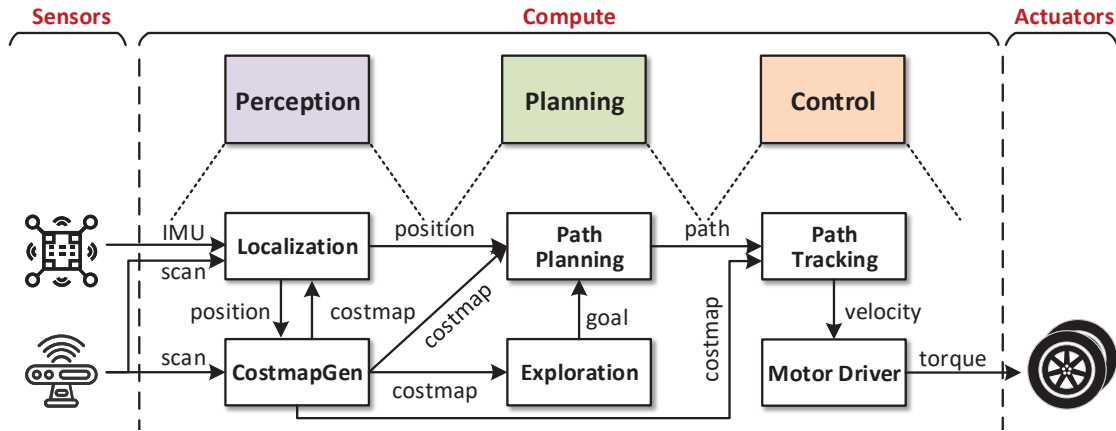 Sensors
Compute
Actuators
Perception
Planning
Control
IMU
scan
Localization
position
Path
Planning
path
Path
Tracking
position
costmap
costmap
goal
costmap
velocity
scan
CostmapGen
costmap
Exploration
Motor Driver
torque